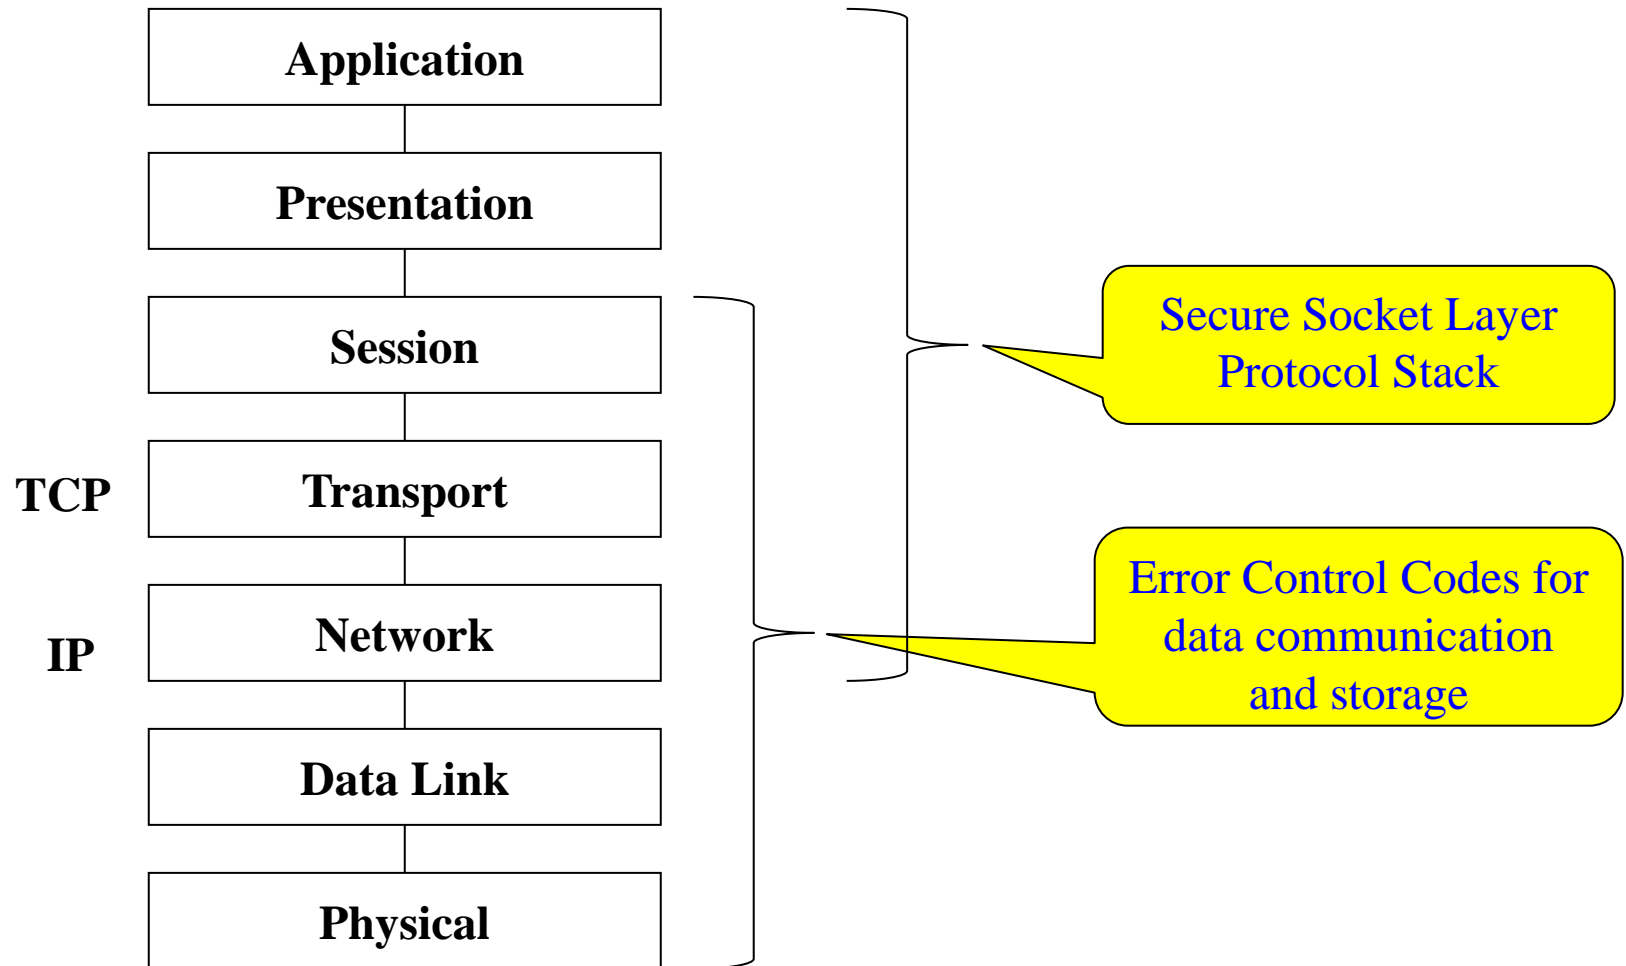 Application
Presentation
Session
TCP
Transport
IP
Network
Data Link
Physical
Secure Socket Layer
Protocol Stack
Error Control Codes for
data communication
and storage